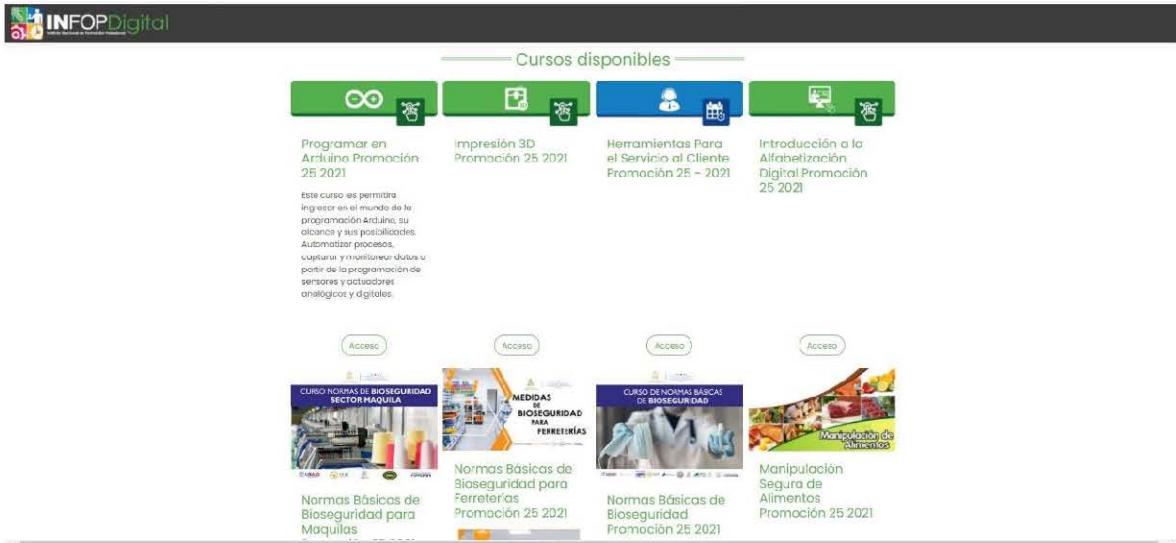 INFOPDigital
Cursos disponibles
Programar en
Arduino Promoción
25 2021
Este curso les permitirá
ingresar en el mundo de la
programación Arduino, su
alcance y sus posibilidades.
Automatizar procesos,
capturar y monitorear datos a
partir de la programación de
sensores y actuadores
analógicos y digitales.
Acceso
Impresión 3D
Promoción 25 2021
Acceso
Herramientas Para
el Servicio al Cliente
Promoción 25 - 2021
Acceso
Introducción a la
Alfabetización
Digital Promoción
25 2021
Acceso
CURSO NORMAS DE BIOSEGURIDAD
SECTOR MAQUILA
USAID
Normas Básicas de
Bioseguridad para
Maquilas
MEDIDAS
DE
BIOSEGURIDAD
PARA
FERRETERÍAS
Normas Básicas de
Bioseguridad para
Ferreterías
Promoción 25 2021
CURSO DE NORMAS BÁSICAS
DE BIOSEGURIDAD
Normas Básicas de
Bioseguridad
Promoción 25 2021
Manipulación de
Alimentos
Manipulación
Segura de
Alimentos
Promoción 25 2021